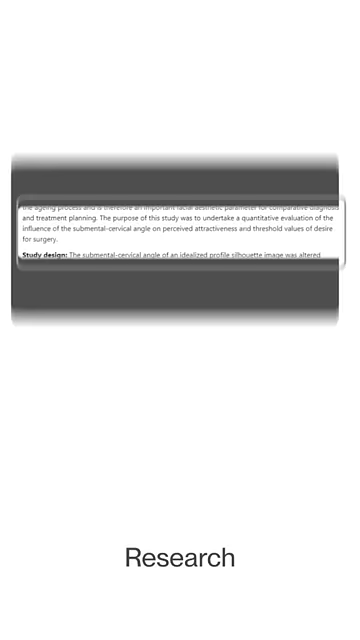 the ageing process and is therefore an important facial aesthetic parameter for comparative diagnosis
and treatment planning. The purpose of this study was to undertake a quantitative evaluation of the
influence of the submental-cervical angle on perceived attractiveness and threshold values of desire
for surgery.
Study design: The submental-cervical angle of an idealized profile silhouette image was altered
Research